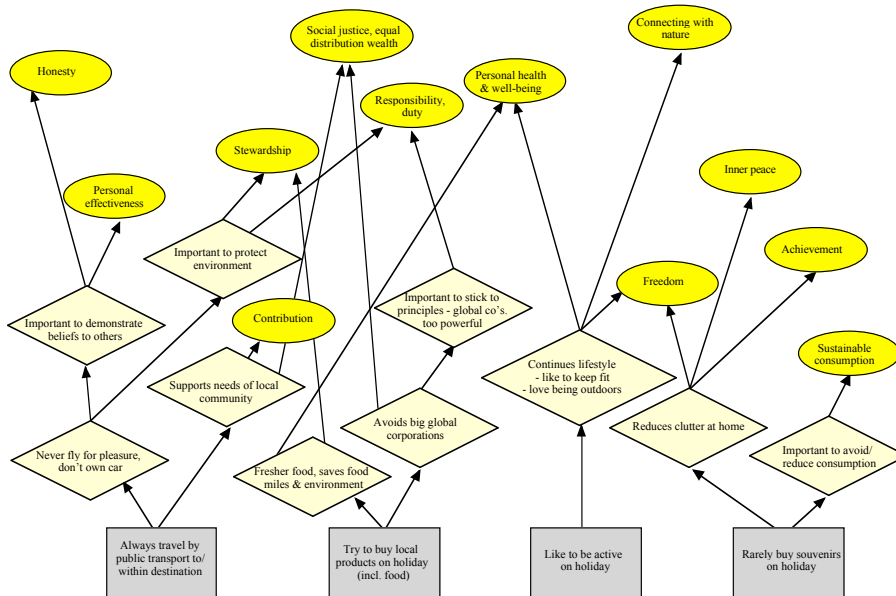 Social justice, equal
distribution wealth
Connecting with
nature
Honesty
Personal health
& well-being
Responsibility,
duty
Stewardship
Inner peace
Personal
effectiveness
Important to protect
environment
Achievement
Freedom
Important to stick to
principles - global co's.
too powerful
Important to demonstrate
beliefs to others
Contribution
Sustainable
consumption
Continues lifestyle
- like to keep fit
- love being outdoors
Supports needs of local
community
Avoids big global
corporations
Reduces clutter at home
Important to avoid/
reduce consumption
Never fly for pleasure,
don't own car
Fresher food, saves food
miles & environment
Always travel by
public transport to/
within destination
Try to buy local
products on holiday
(incl. food)
Like to be active
on holiday
Rarely buy souvenirs
on holiday